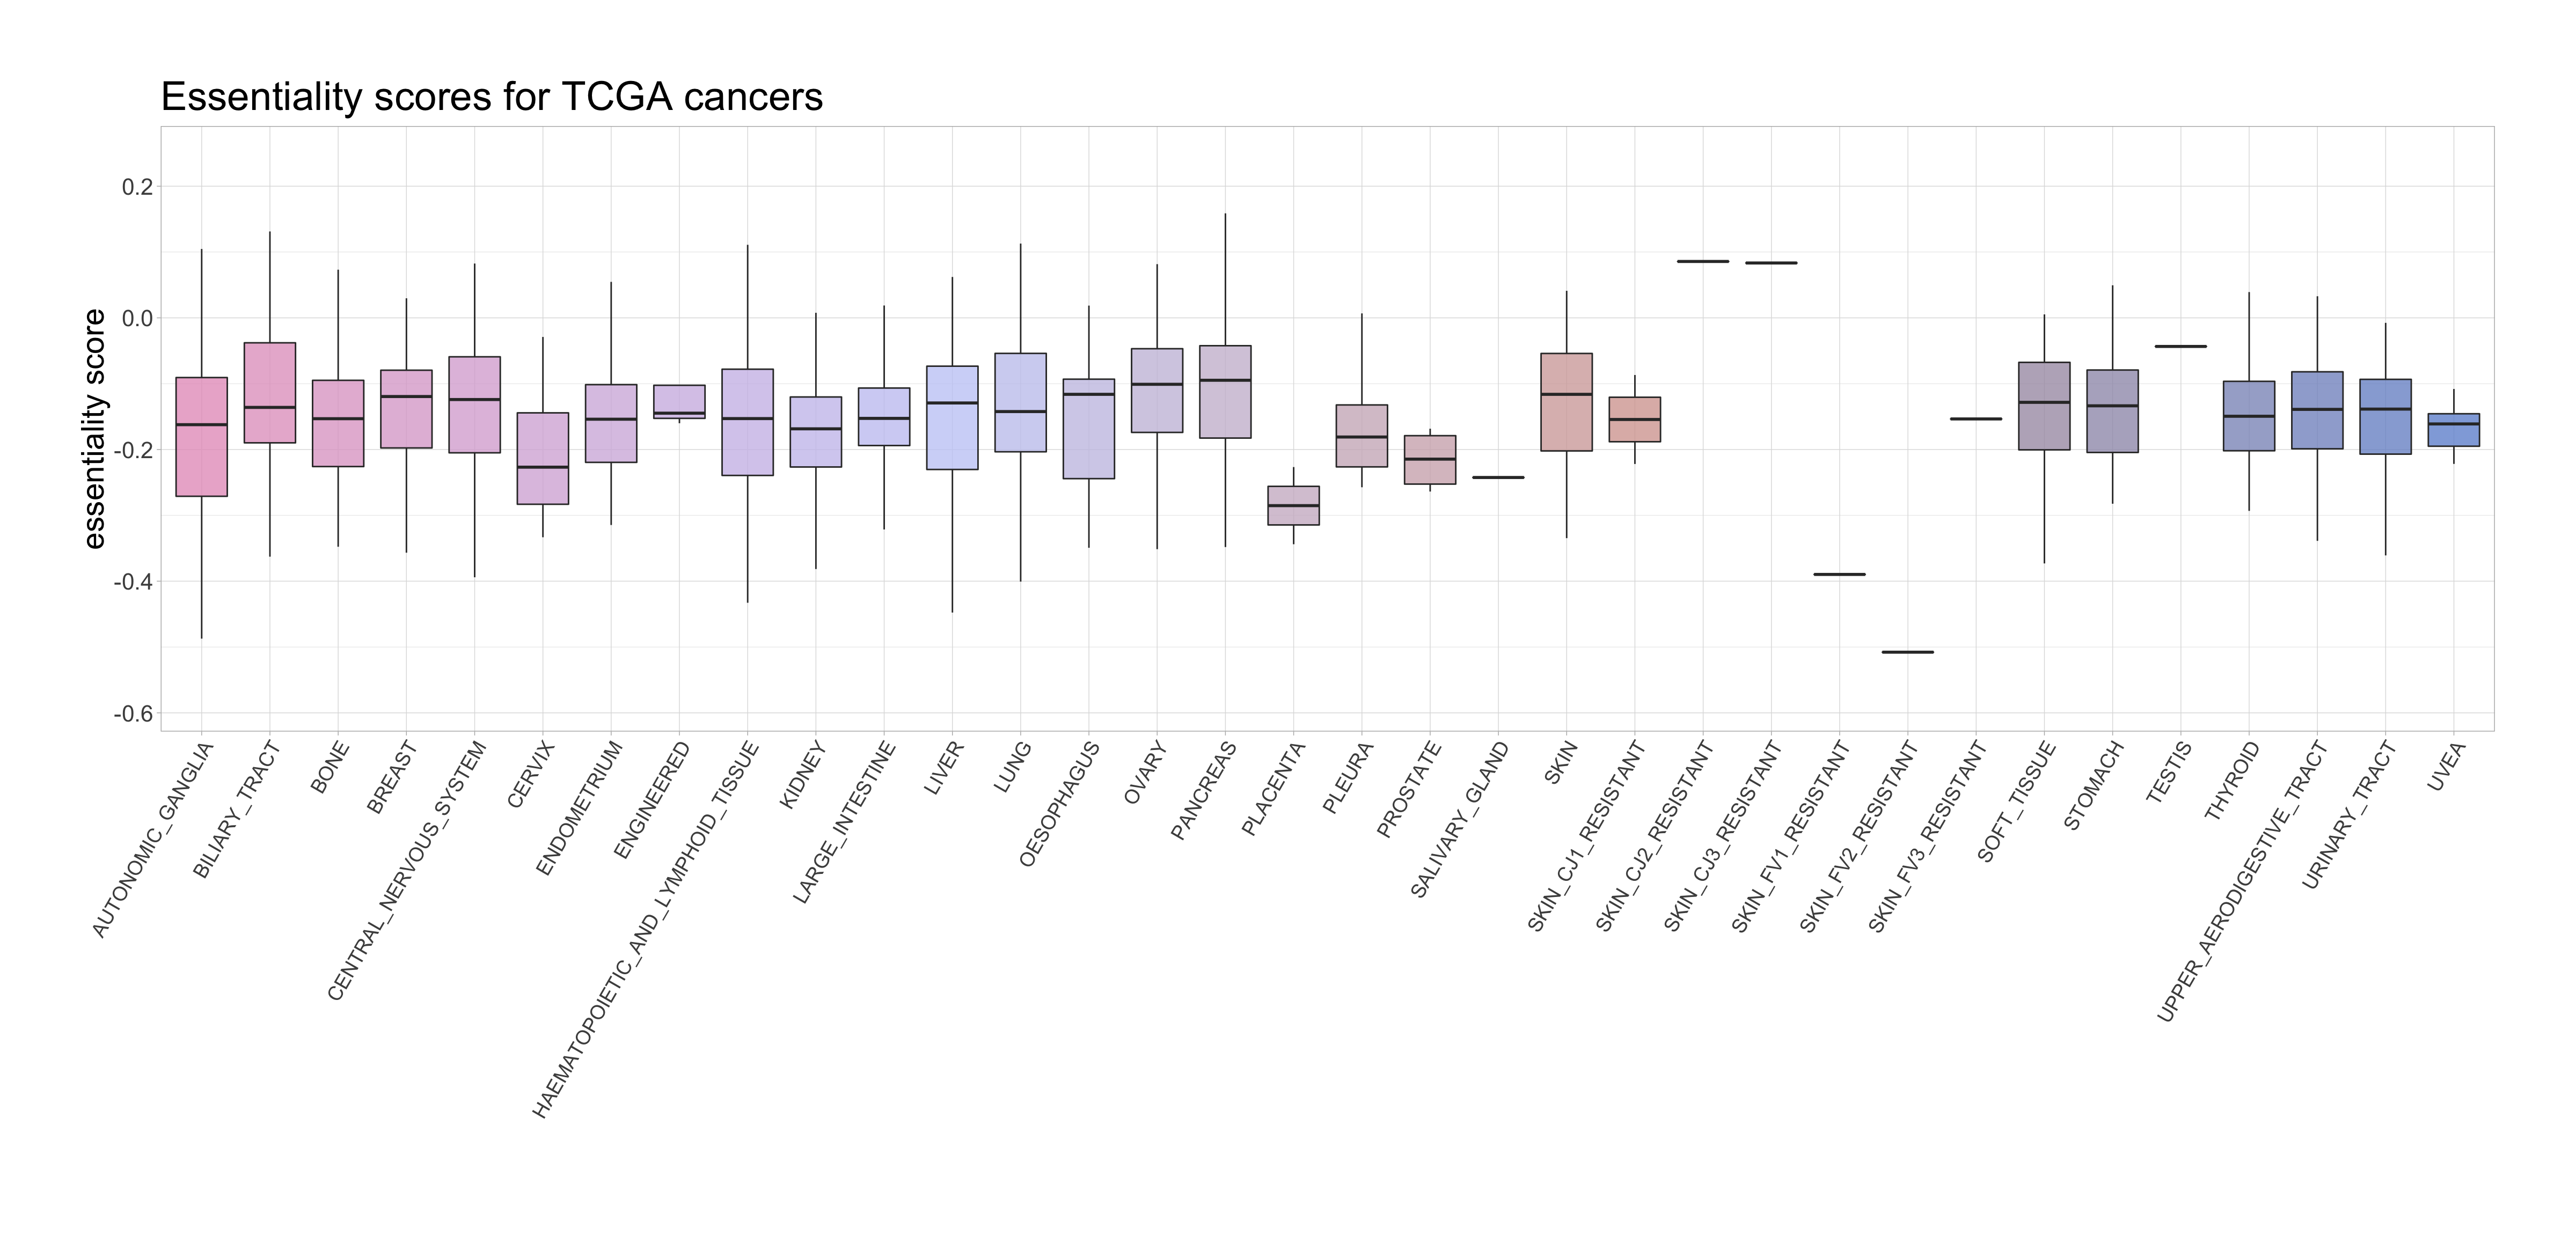 Essentiality scores for TCGA cancers
essentiality score
0.2
0.0
-0.2
-0.4
-0.6
AUTONOMIC_GANGLIA
BILIARY_TRACT
BONE
BREAST
CENTRAL_NERVOUS_SYSTEM
CERVIX
ENDOMETRIUM
ENGINEERED
HAEMATOPOIETIC_AND_LYMPHOID_TISSUE
KIDNEY
LARGE_INTESTINE
LIVER
LUNG
OESOPHAGUS
OVARY
PANCREAS
PLACENTA
PLEURA
PROSTATE
SALIVARY_GLAND
SKIN
SKIN_CJ1_RESISTANT
SKIN_CJ2_RESISTANT
SKIN_CJ3_RESISTANT
SKIN_FV1_RESISTANT
SKIN_FV2_RESISTANT
SKIN_FV3_RESISTANT
SOFT_TISSUE
STOMACH
TESTIS
THYROID
UPPER_AERODIGESTIVE_TRACT
URINARY_TRACT
UVEA